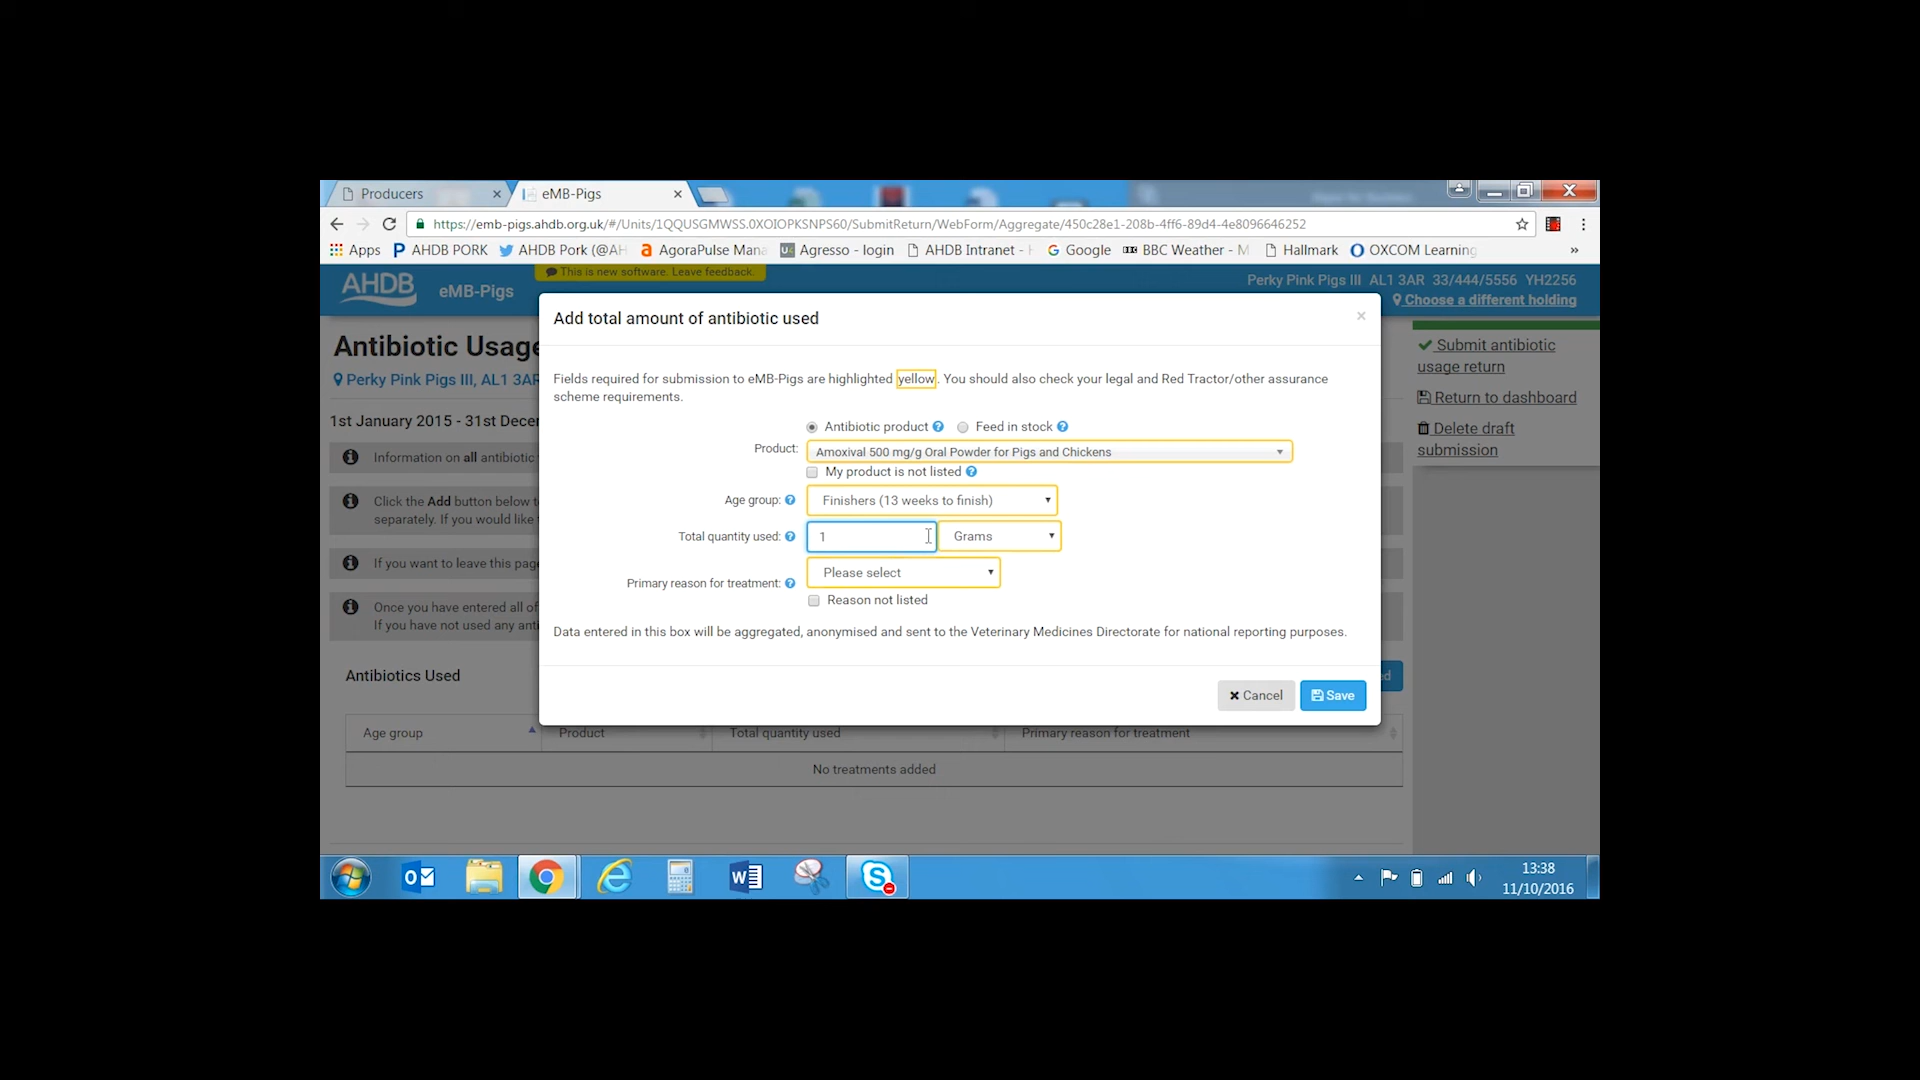 Producers
eMB-Pigs
https://emb-pigs.ahdb.org.uk/#/Units/1QQUSGMWSS.0XOIOPKSNPS60/SubmitReturn/WebForm/Aggregate/450c28e1-208b-4ff6-89d4-4e8096646252
Apps AHDB PORK AHDB Pork (@AH AgoraPulse Mana Agresso - login AHDB Intranet - Google BBC Weather - M Hallmark OXCOM Learning »
This is new software. Leave feedback.
AHDB eMB-Pigs
Perky Pink Pigs III AL1 3AR 33/444/5556 YH2256
Choose a different holding
Add total amount of antibiotic used
Antibiotic Usage
Perky Pink Pigs III, AL1 3AR
1st January 2015 - 31st Decem
Information on all antibiotic
Click the Add button below t
separately. If you would like
If you want to leave this page
Once you have entered all of
If you have not used any anti
Fields required for submission to eMB-Pigs are highlighted yellow. You should also check your legal and Red Tractor/other assurance
scheme requirements.
Antibiotic product Feed in stock
Product: Amoxival 500 mg/g Oral Powder for Pigs and Chickens
My product is not listed
Age group: Finishers (13 weeks to finish)
Total quantity used: 1 Grams
Primary reason for treatment: Please select
Reason not listed
Data entered in this box will be aggregated, anonymised and sent to the Veterinary Medicines Directorate for national reporting purposes.
Cancel Save
Submit antibiotic
usage return
Return to dashboard
Delete draft
submission
Antibiotics Used
Age group Product Total quantity used Primary reason for treatment
No treatments added
13:38
11/10/2016